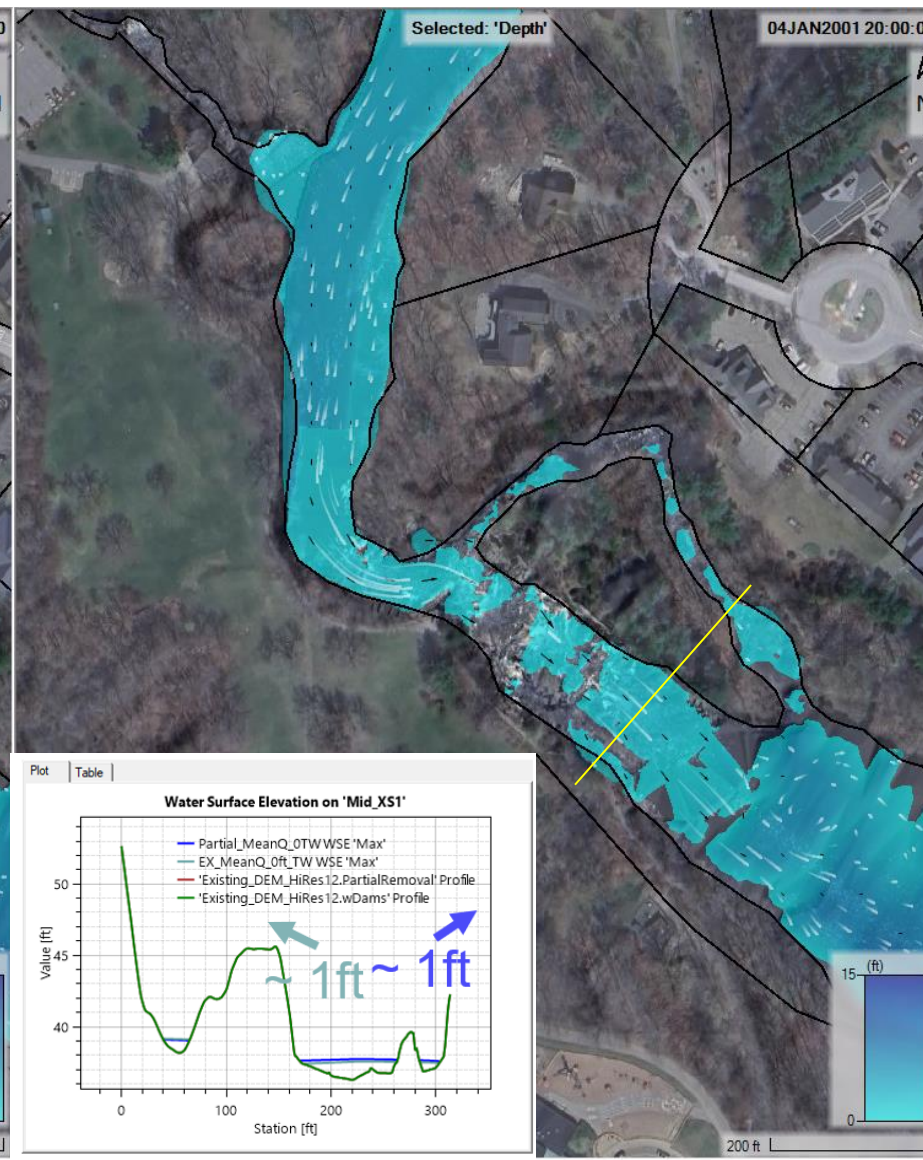 0
Selected: 'Depth'
04JAN2001 20:00:0
Plot
Table
Water Surface Elevation on 'Mid_XS1'
Partial_MeanQ_0TW WSE 'Max'
EX_MeanQ_0ft_TW WSE 'Max'
'Existing_DEM_HiRes12.PartialRemoval' Profile
'Existing_DEM_HiRes12.wDams' Profile
50
45
40
Value [ft]
~ 1ft
~ 1ft
0
100
200
300
Station [ft]
15
(ft)
0
200 ft